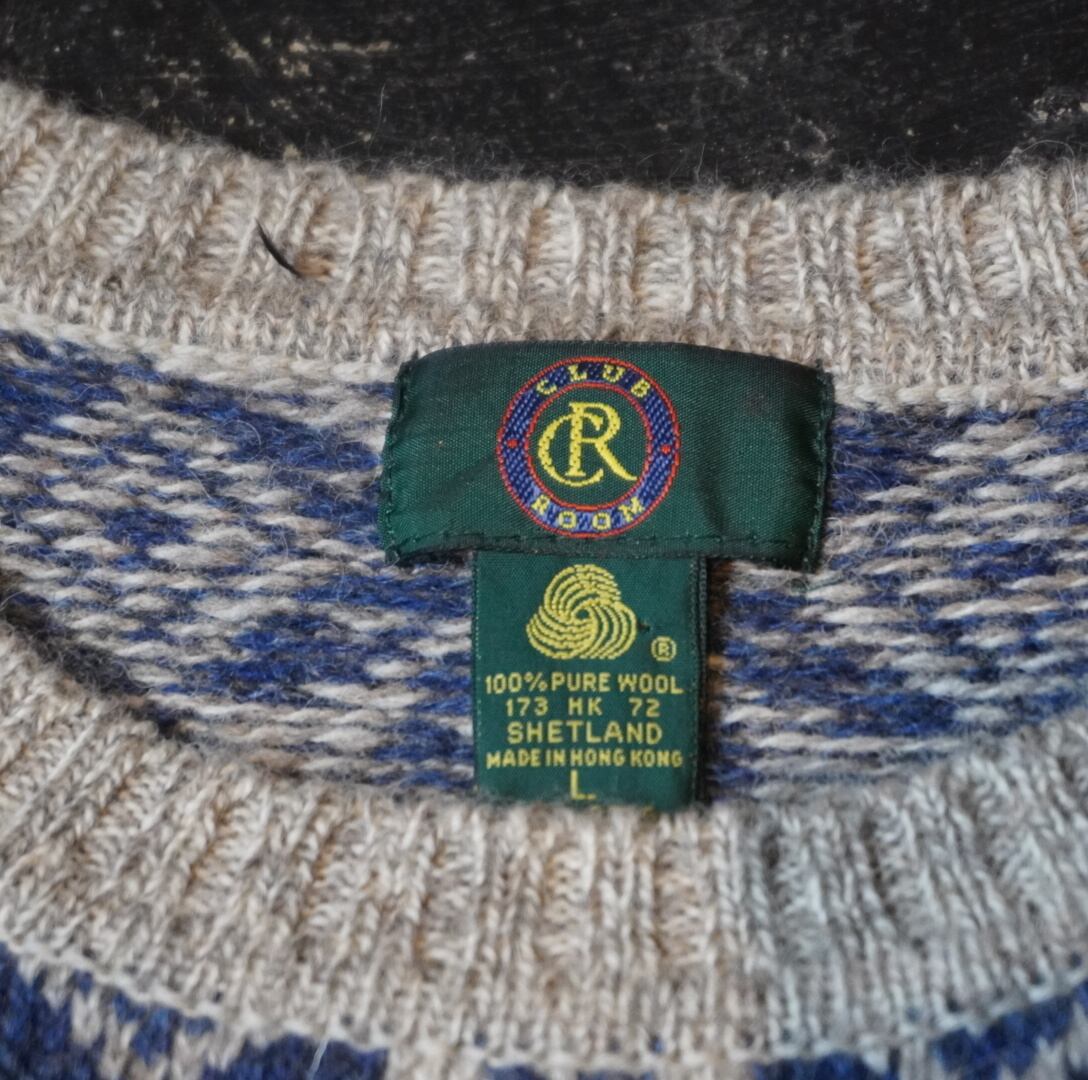 CLUB
CR
ROOM
®
100% PURE WOOL
173 HK 72
SHETLAND
MADE IN HONG KONG
L